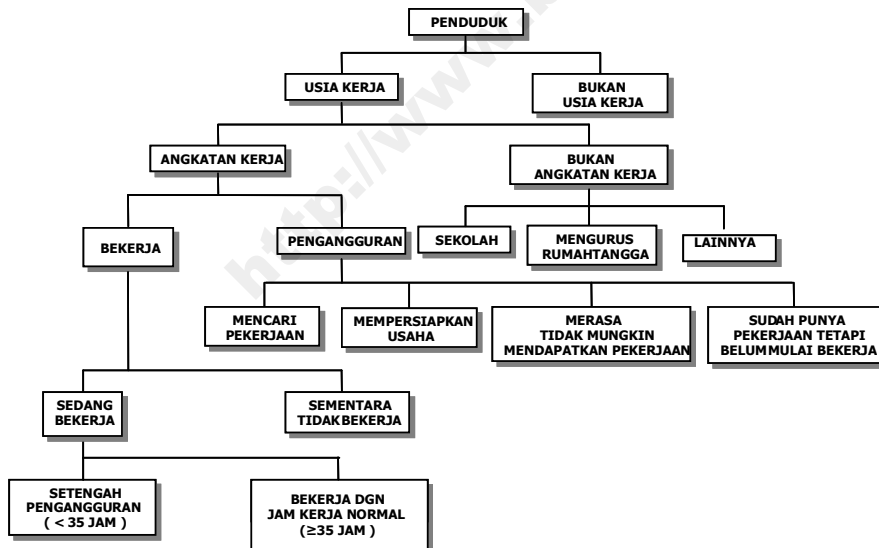 PENDUDUK
USIA KERJA
BUKAN
USIA KERJA
ANGKATAN KERJA
BUKAN
ANGKATAN KERJA
BEKERJA
PENGANGGURAN
SEKOLAH
MENGURUS
RUMAHTANGGA
LAINNYA
MENCARI
PEKERJAAN
MEMPERSIAPKAN
USAHA
MERASA
TIDAK MUNGKIN
MENDAPATKAN PEKERJAAN
SUDAH PUNYA
PEKERJAAN TETAPI
BELUMMULAI BEKERJA
SEDANG
BEKERJA
SEMENTARA
TIDAKBEKERJA
SETENGAH
PENGANGGURAN
( < 35 JAM )
BEKERJA DGN
JAM KERJA NORMAL
(≥35 JAM )
http://www.